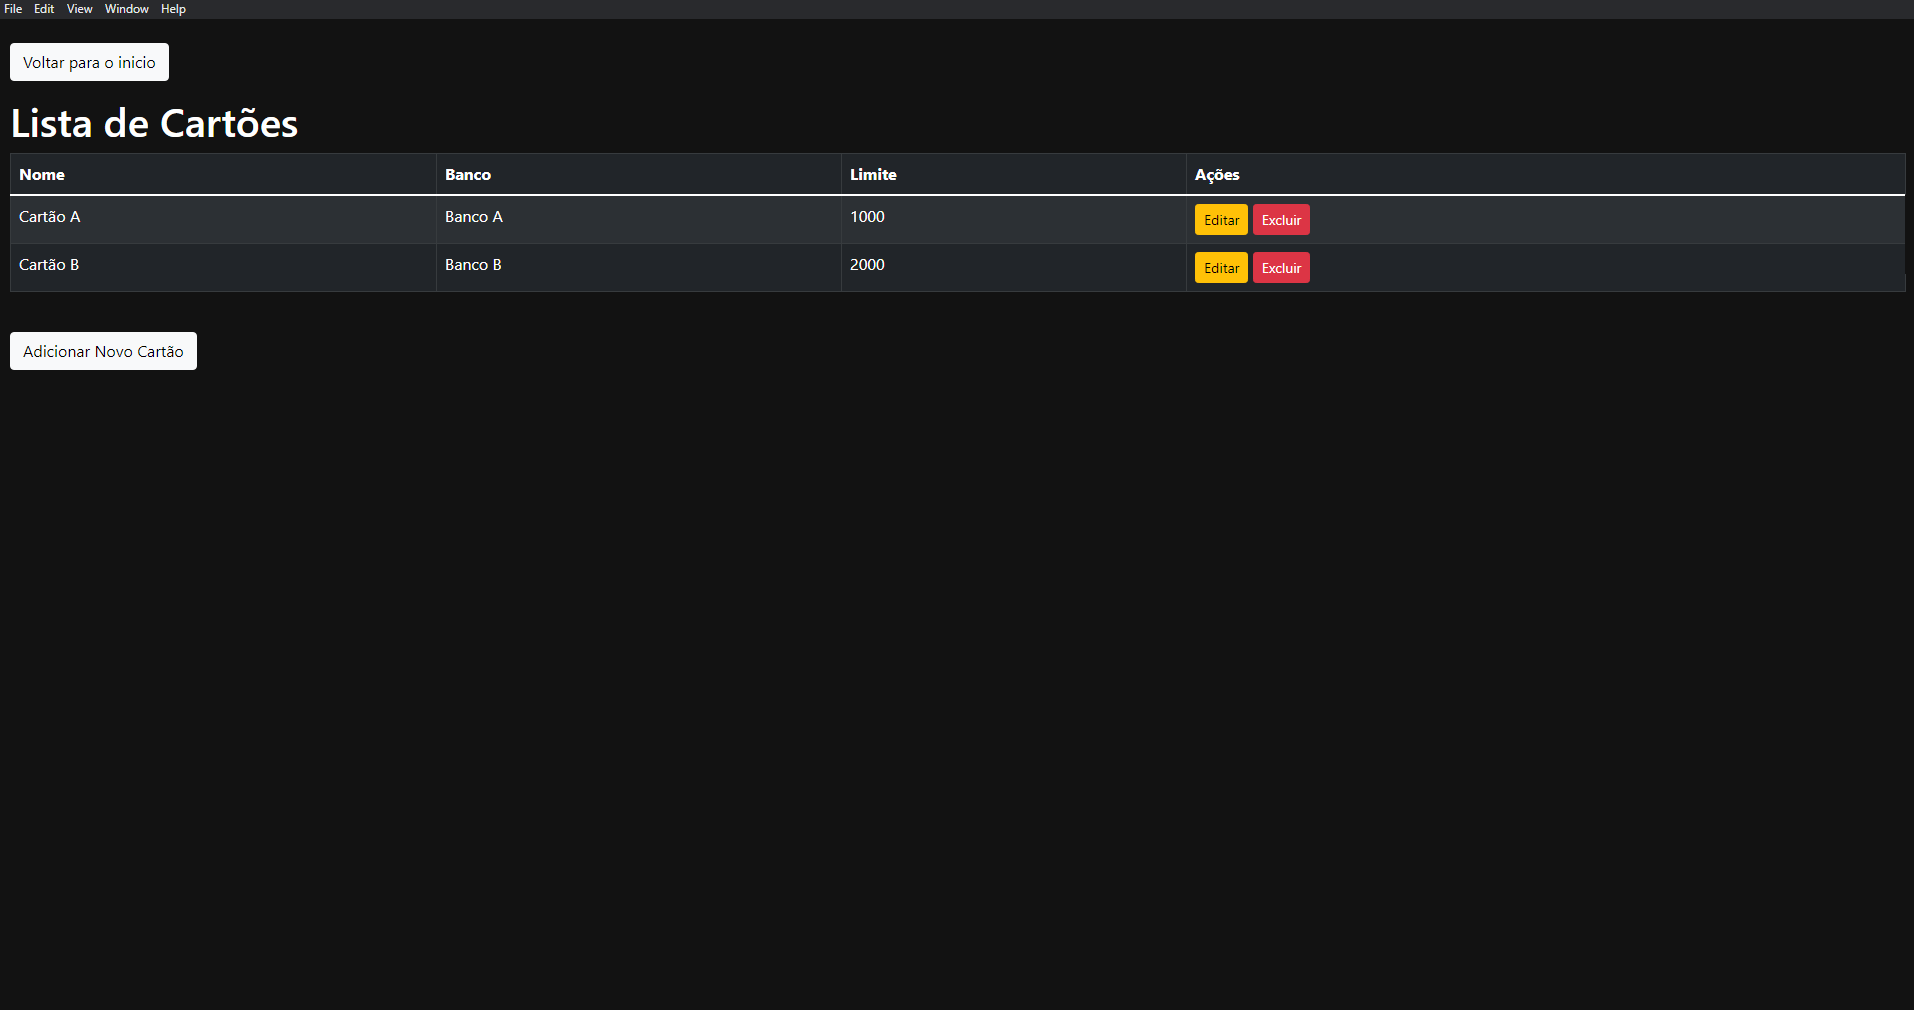 File Edit View Window Help
Voltar para o inicio
Lista de Cartões
Nome Banco Limite Ações
Cartão A Banco A 1000 Editar Excluir
Cartão B Banco B 2000 Editar Excluir
Adicionar Novo Cartão